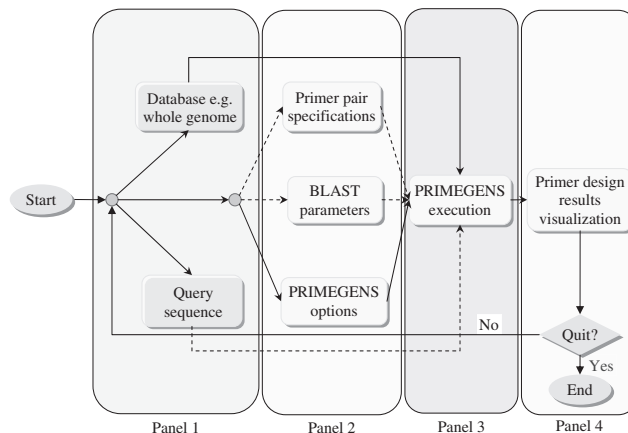 Database e.g.
whole genome
Primer pair
specifications
Start
BLAST
parameters
PRIMEGENS
execution
Primer design
results
visualization
Query
sequence
PRIMEGENS
options
No
Quit?
Yes
End
Panel 1
Panel 2
Panel 3
Panel 4